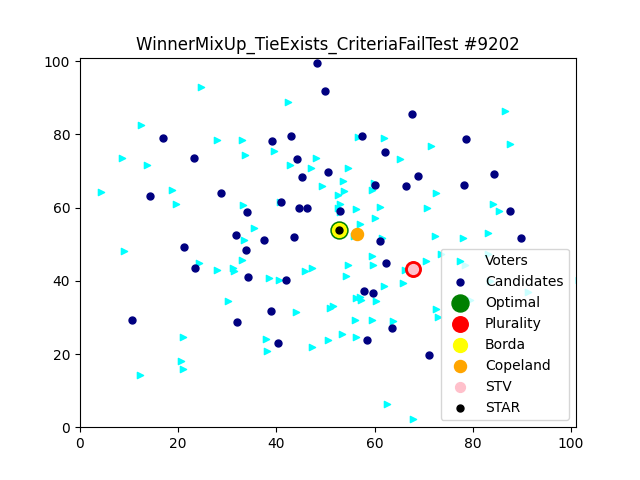 WinnerMixUp_TieExists_CriteriaFailTest #9202
100
80
60
40
20
0
0 20 40 60 80 100
Voters
Candidates
Optimal
Plurality
Borda
Copeland
STV
STAR